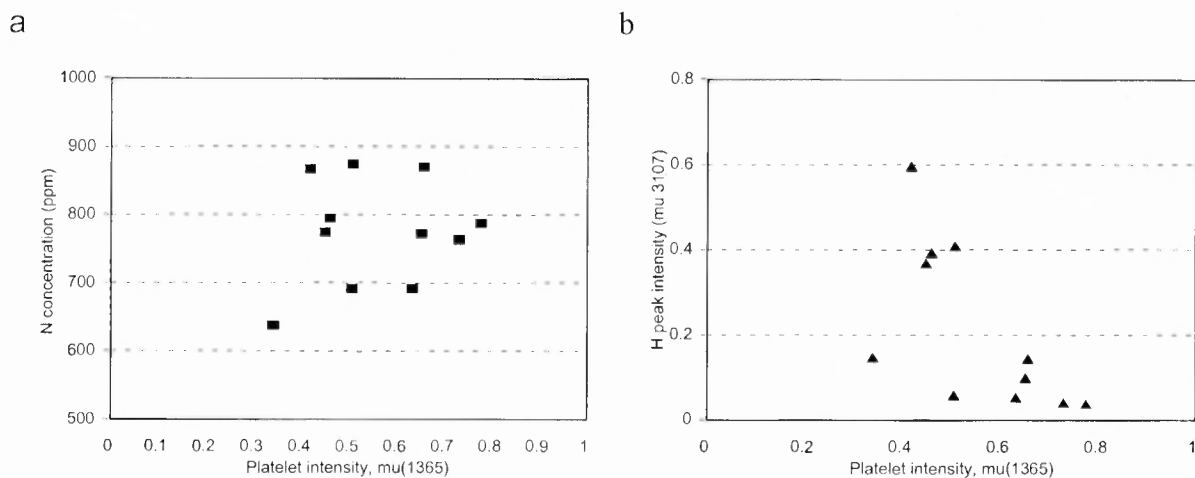 a
1000
900
800
700
600
500
N concentration (ppm)
0 0.1 0.2 0.3 0.4 0.5 0.6 0.7 0.8 0.9 1
Platelet intensity, mu(1365)
b
0.8
0.6
0.4
0.2
0
H peak intensity (mu 3107)
0 0.2 0.4 0.6 0.8 1
Platelet intensity, mu(1365)